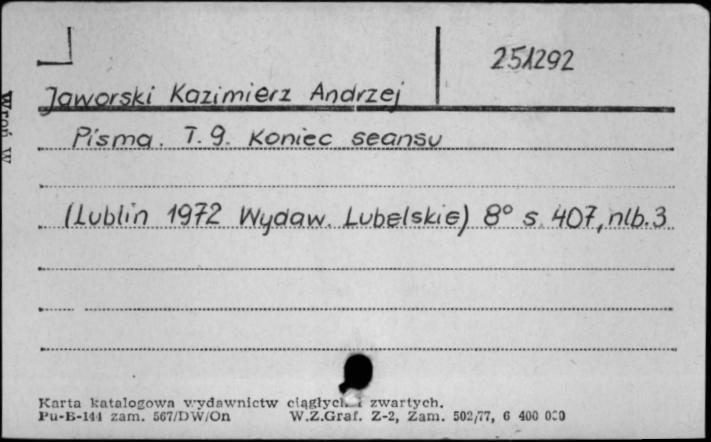 251292
Jaworski Kazimierz Andrzej
Pisma. T. 9. Koniec seansu
(Lublin 1972 Wydaw. Lubelskie) 8° s. 407, nlb. 3
Karta katalogowa wydawnictw ciągłych i zwartych.
Pu-B-144 zam. 567/DW/On W.Z.Graf. Z-2, Zam. 502/77, 6 400 000